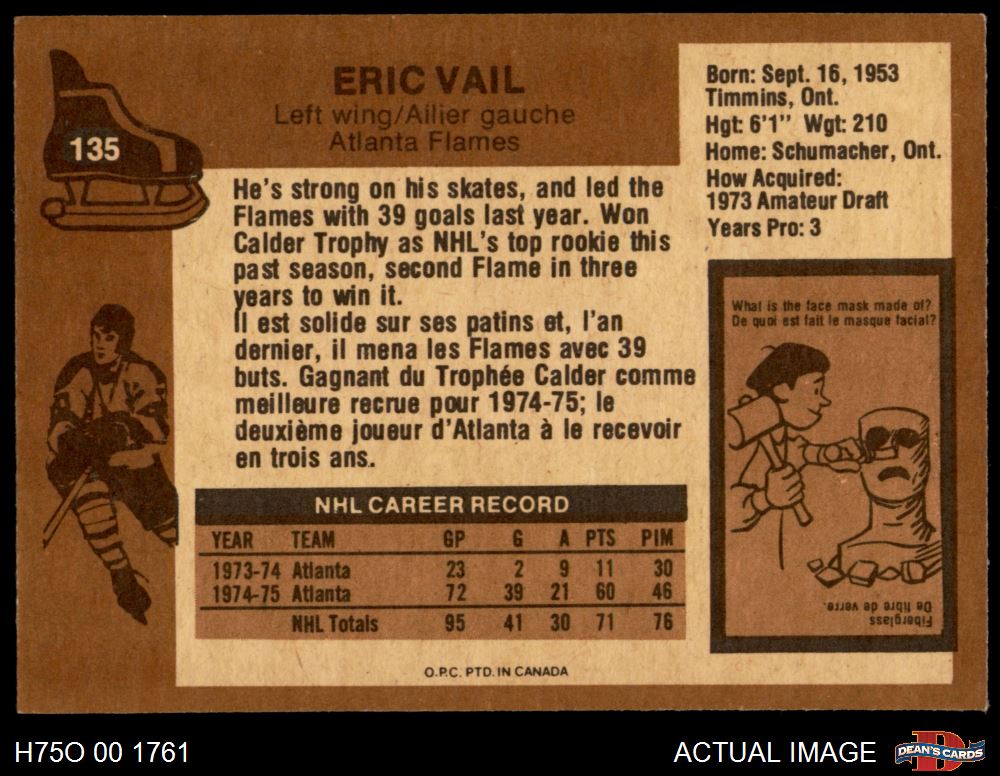 135
ERIC VAIL
Left wing/Ailier gauche
Atlanta Flames
He's strong on his skates, and led the
Flames with 39 goals last year. Won
Calder Trophy as NHL's top rookie this
past season, second Flame in three
years to win it.
Il est solide sur ses patins et, l'an
dernier, il mena les Flames avec 39
buts. Gagnant du Trophée Calder comme
meilleure recrue pour 1974-75; le
deuxième joueur d'Atlanta à le recevoir
en trois ans.
NHL CAREER RECORD
YEAR TEAM GP G A PTS PIM
1973-74 Atlanta 23 2 9 11 30
1974-75 Atlanta 72 39 21 60 46
NHL Totals 95 41 30 71 76
O.P.C. PTD. IN CANADA
Born: Sept. 16, 1953
Timmins, Ont.
Hgt: 6'1" Wgt: 210
Home: Schumacher, Ont.
How Acquired:
1973 Amateur Draft
Years Pro: 3
What is the face mask made of?
De quoi est fait le masque facial?
Fiberglass
De fibre de verre.
H75O 00 1761
ACTUAL IMAGE
DEAN'S CARDS